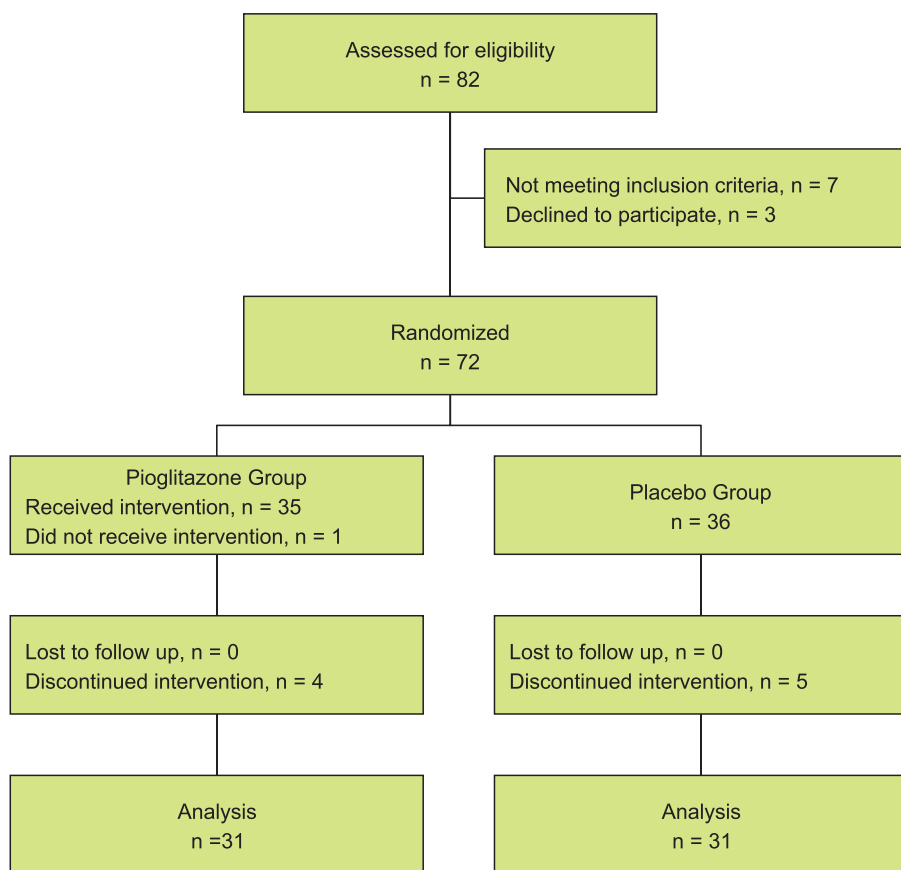 Assessed for eligibility
n = 82
Not meeting inclusion criteria, n = 7
Declined to participate, n = 3
Randomized
n = 72
Pioglitazone Group
Received intervention, n = 35
Did not receive intervention, n = 1
Placebo Group
n = 36
Lost to follow up, n = 0
Discontinued intervention, n = 4
Lost to follow up, n = 0
Discontinued intervention, n = 5
Analysis
n =31
Analysis
n = 31